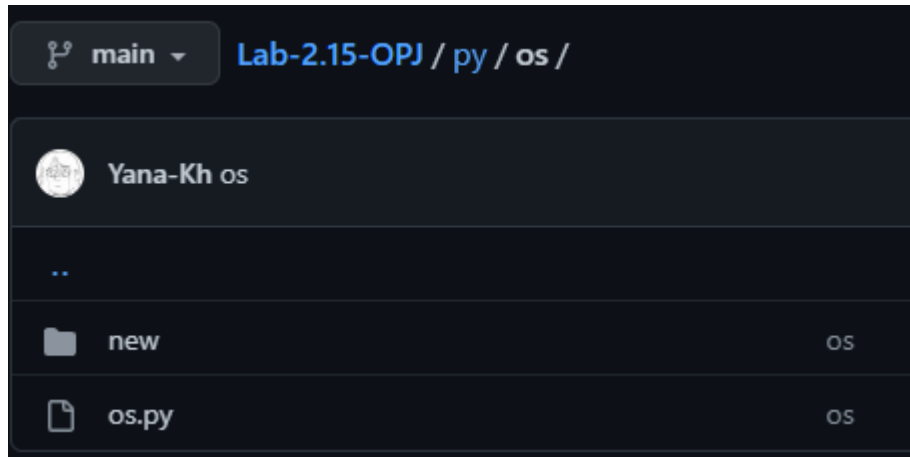 main Lab-2.15-OPJ / py / os /
Yana-Kh os
..
new os
os.py os